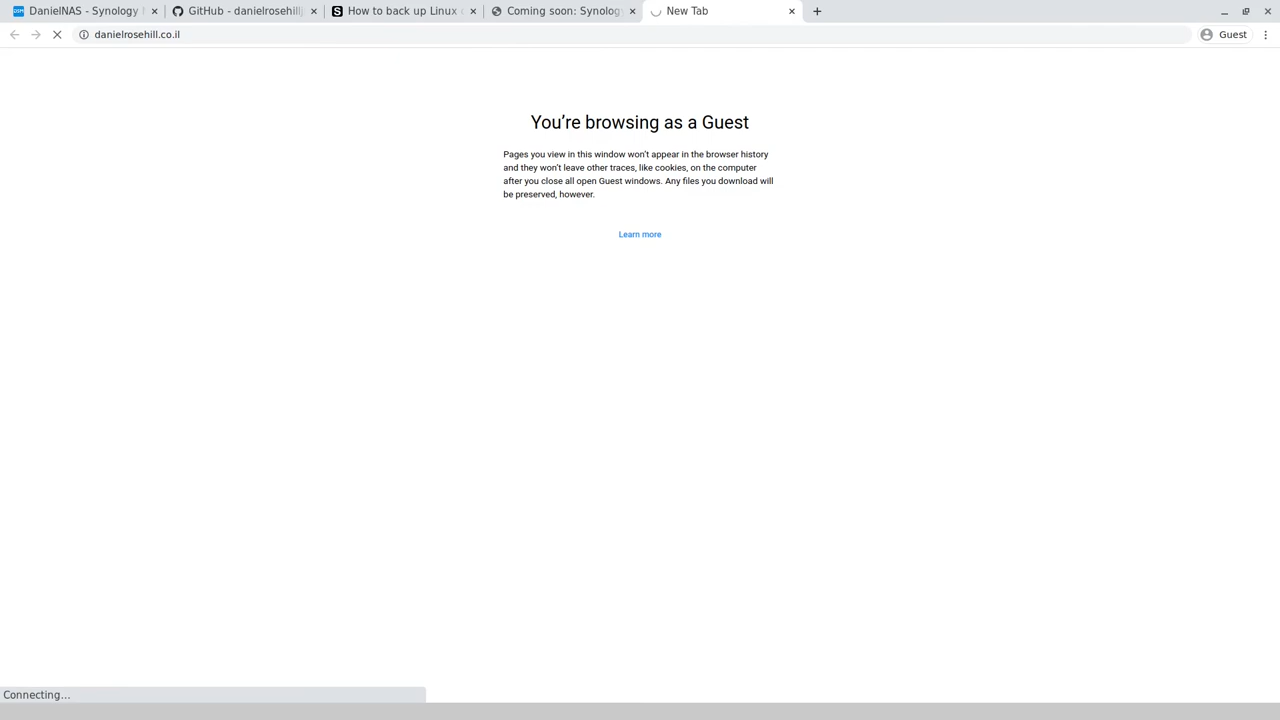 DSM DanielNAS - Synology
GitHub - danielrosehill
How to back up Linux
Coming soon: Synology
New Tab
danielrosehill.co.il
Guest
You're browsing as a Guest
Pages you view in this window won't appear in the browser history
and they won't leave other traces, like cookies, on the computer
after you close all open Guest windows. Any files you download will
be preserved, however.
Learn more
Connecting...